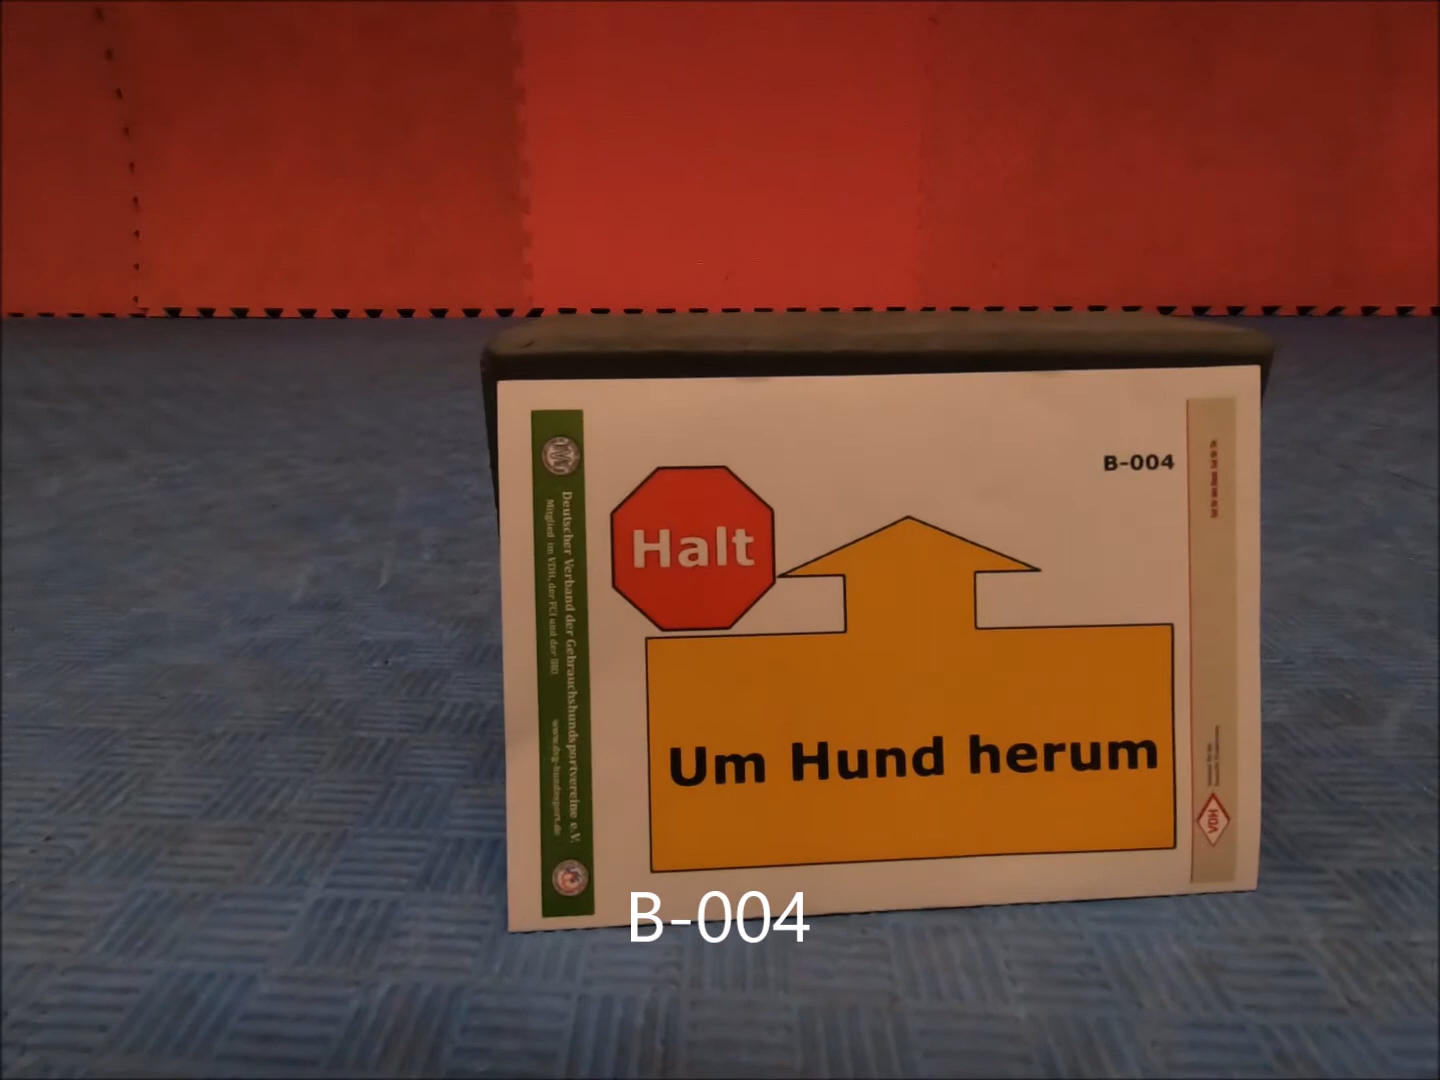 B-004
Halt
Um Hund herum
Deutscher Verband der Gebrauchshundsportvereine e.V.
Mitglied im VDH, der FCI und der
www.dvg-hundesport.de
VDH
B-004